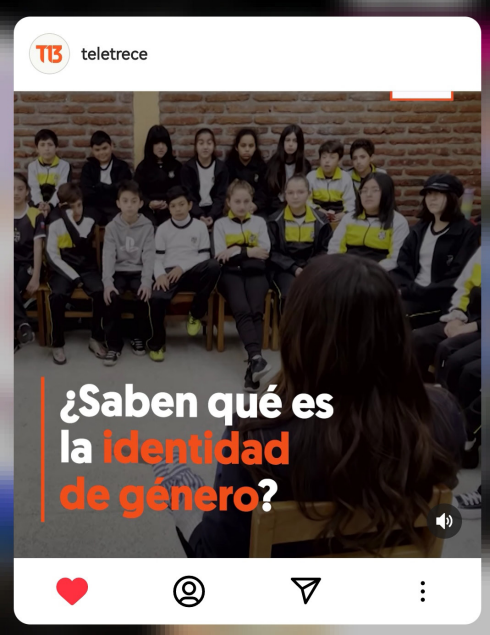 T13
teletrece
¿Saben qué es
la identidad
de género?